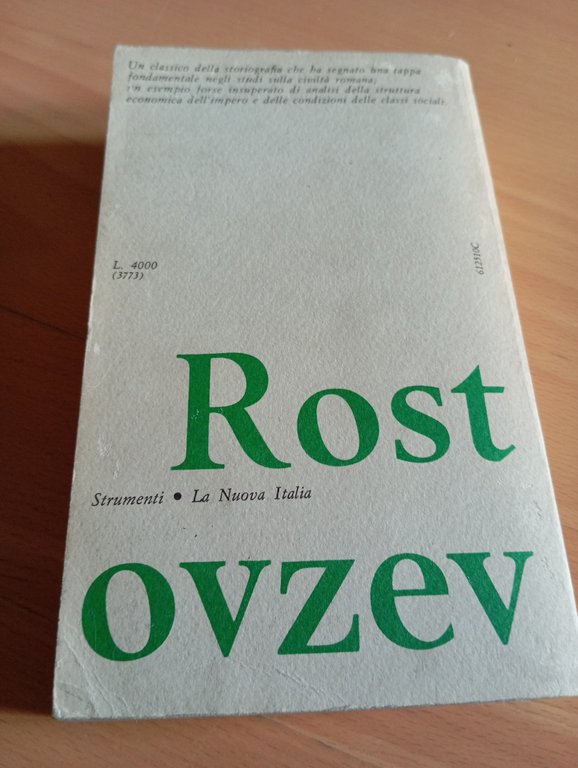 Un classico della storiografia che ha segnato una tappa
fondamentale negli studi sulla civiltà romana;
un esempio forse insuperato di analisi della struttura
economica dell'impero e delle condizioni delle classi sociali
L. 4000
(3773)
612510C
Rost
Strumenti • La Nuova Italia
ovzev